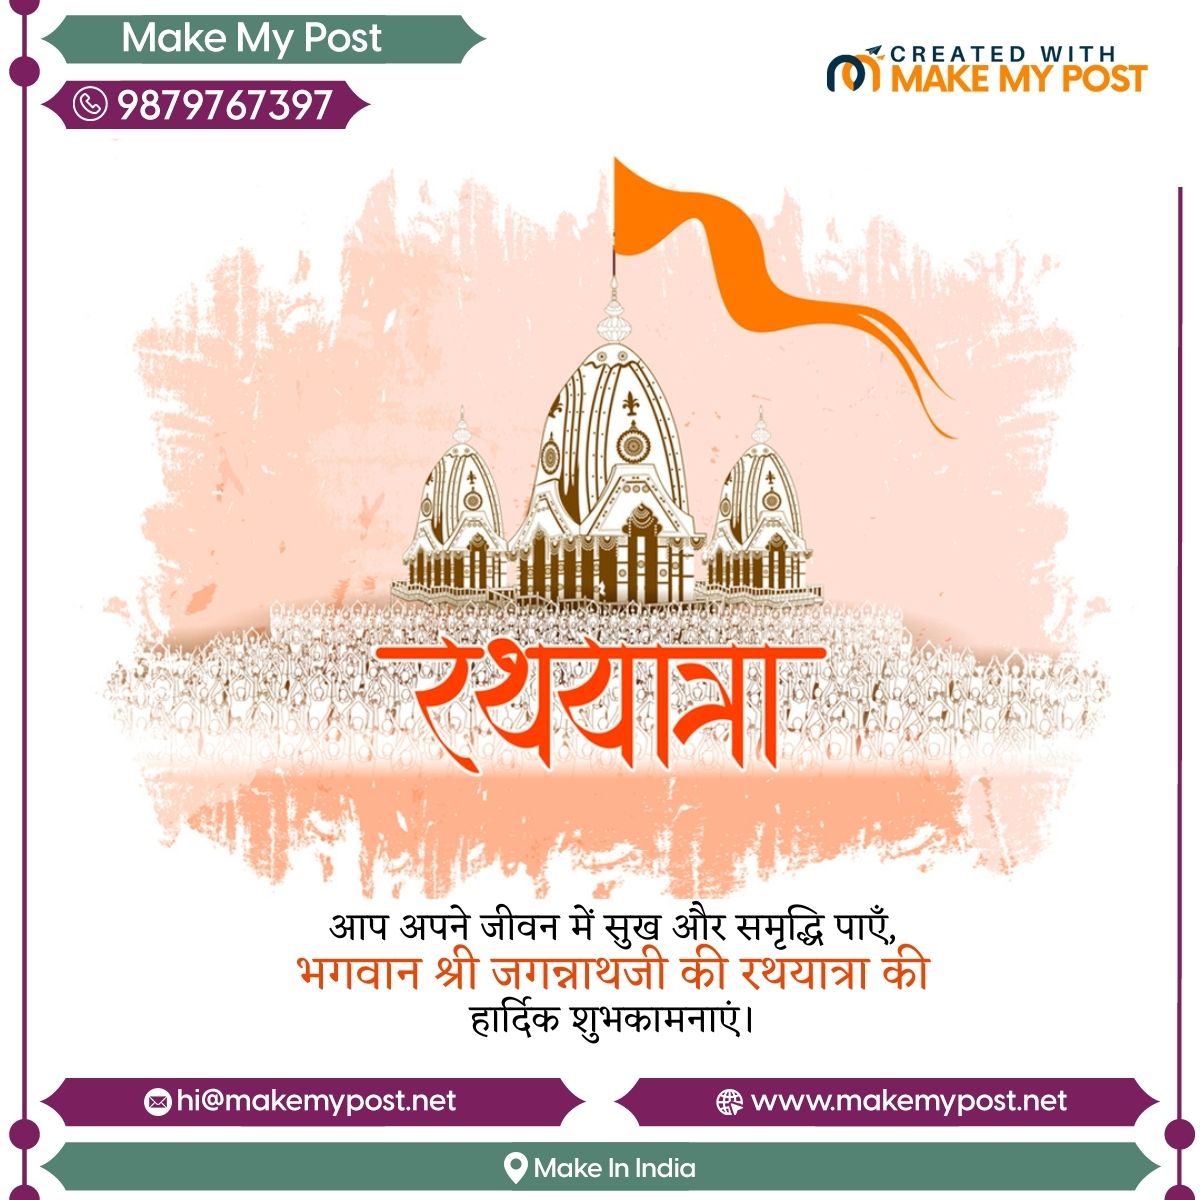 Make My Post
9879767397
CREATED WITH
MAKE MY POST
रथयात्रा
आप अपने जीवन में सुख और समृद्धि पाएँ,
भगवान श्री जगन्नाथजी की रथयात्रा की
हार्दिक शुभकामनाएं।
hi@makemypost.net
www.makemypost.net
Make In India